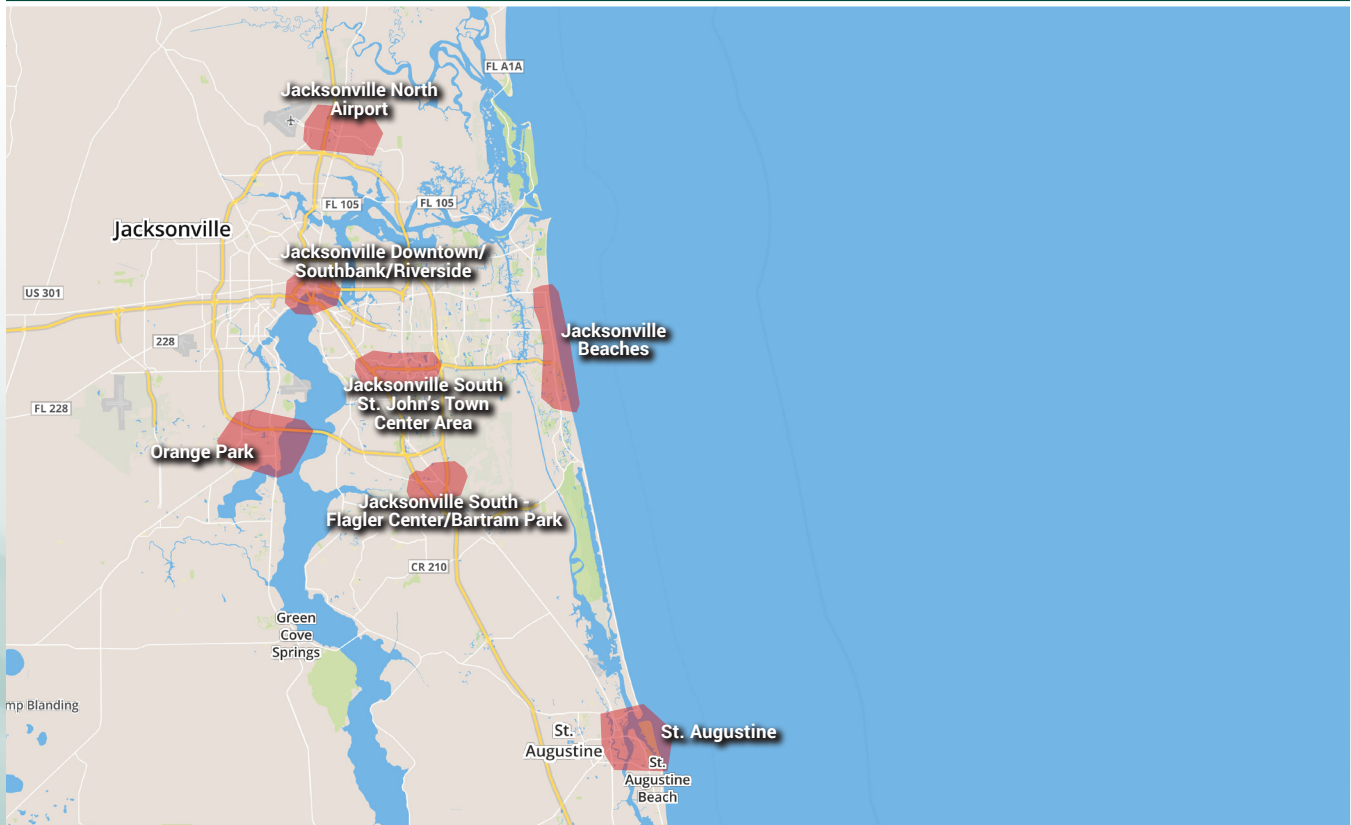 FL A1A
Jacksonville North
Airport
FL 105
FL 105
Jacksonville
Jacksonville Downtown/
Southbank/Riverside
US 301
Jacksonville
Beaches
228
Jacksonville South
St. John's Town
Center Area
FL 228
Orange Park
Jacksonville South -
Flagler Center/Bartram Park
CR 210
Green
Cove
Springs
mp Blanding
St.
Augustine
St. Augustine
St.
Augustine
Beach